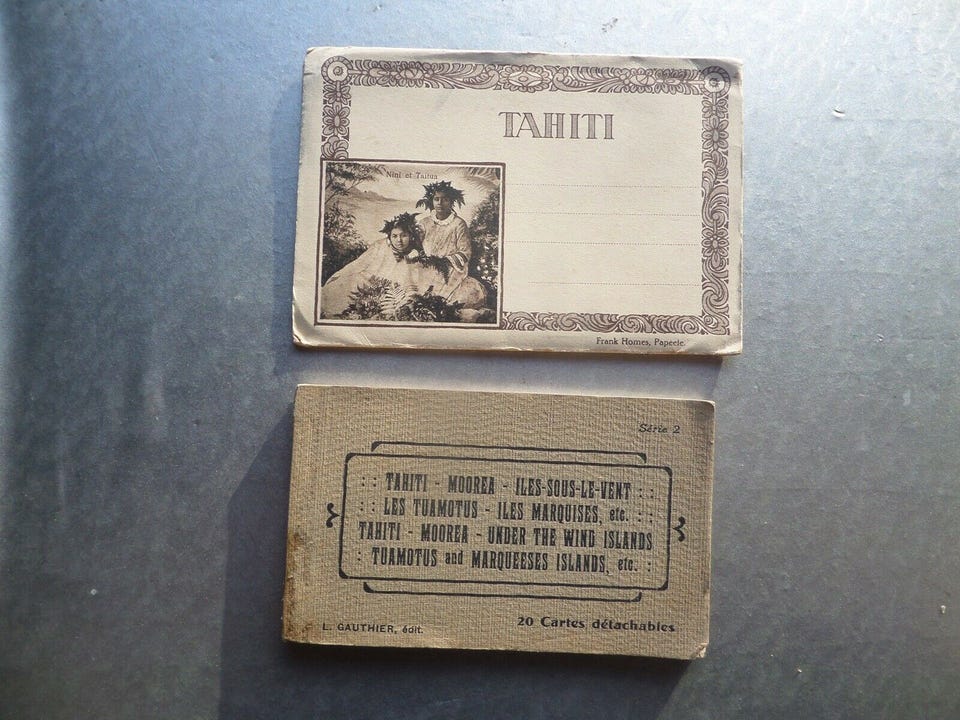 TAHITI
Nini et Taitua
Frank Homes, Papeete.
Série 2
: : TAHITI - MOOREA - ILES-SOUS-LE-VENT : :
: : LES TUAMOTUS - ILES MARQUISES, etc. : :
TAHITI - MOOREA - UNDER THE WIND ISLANDS
: TUAMOTUS and MARQUEESES ISLANDS, etc. :
L. GAUTHIER, édit.
20 Cartes détachables